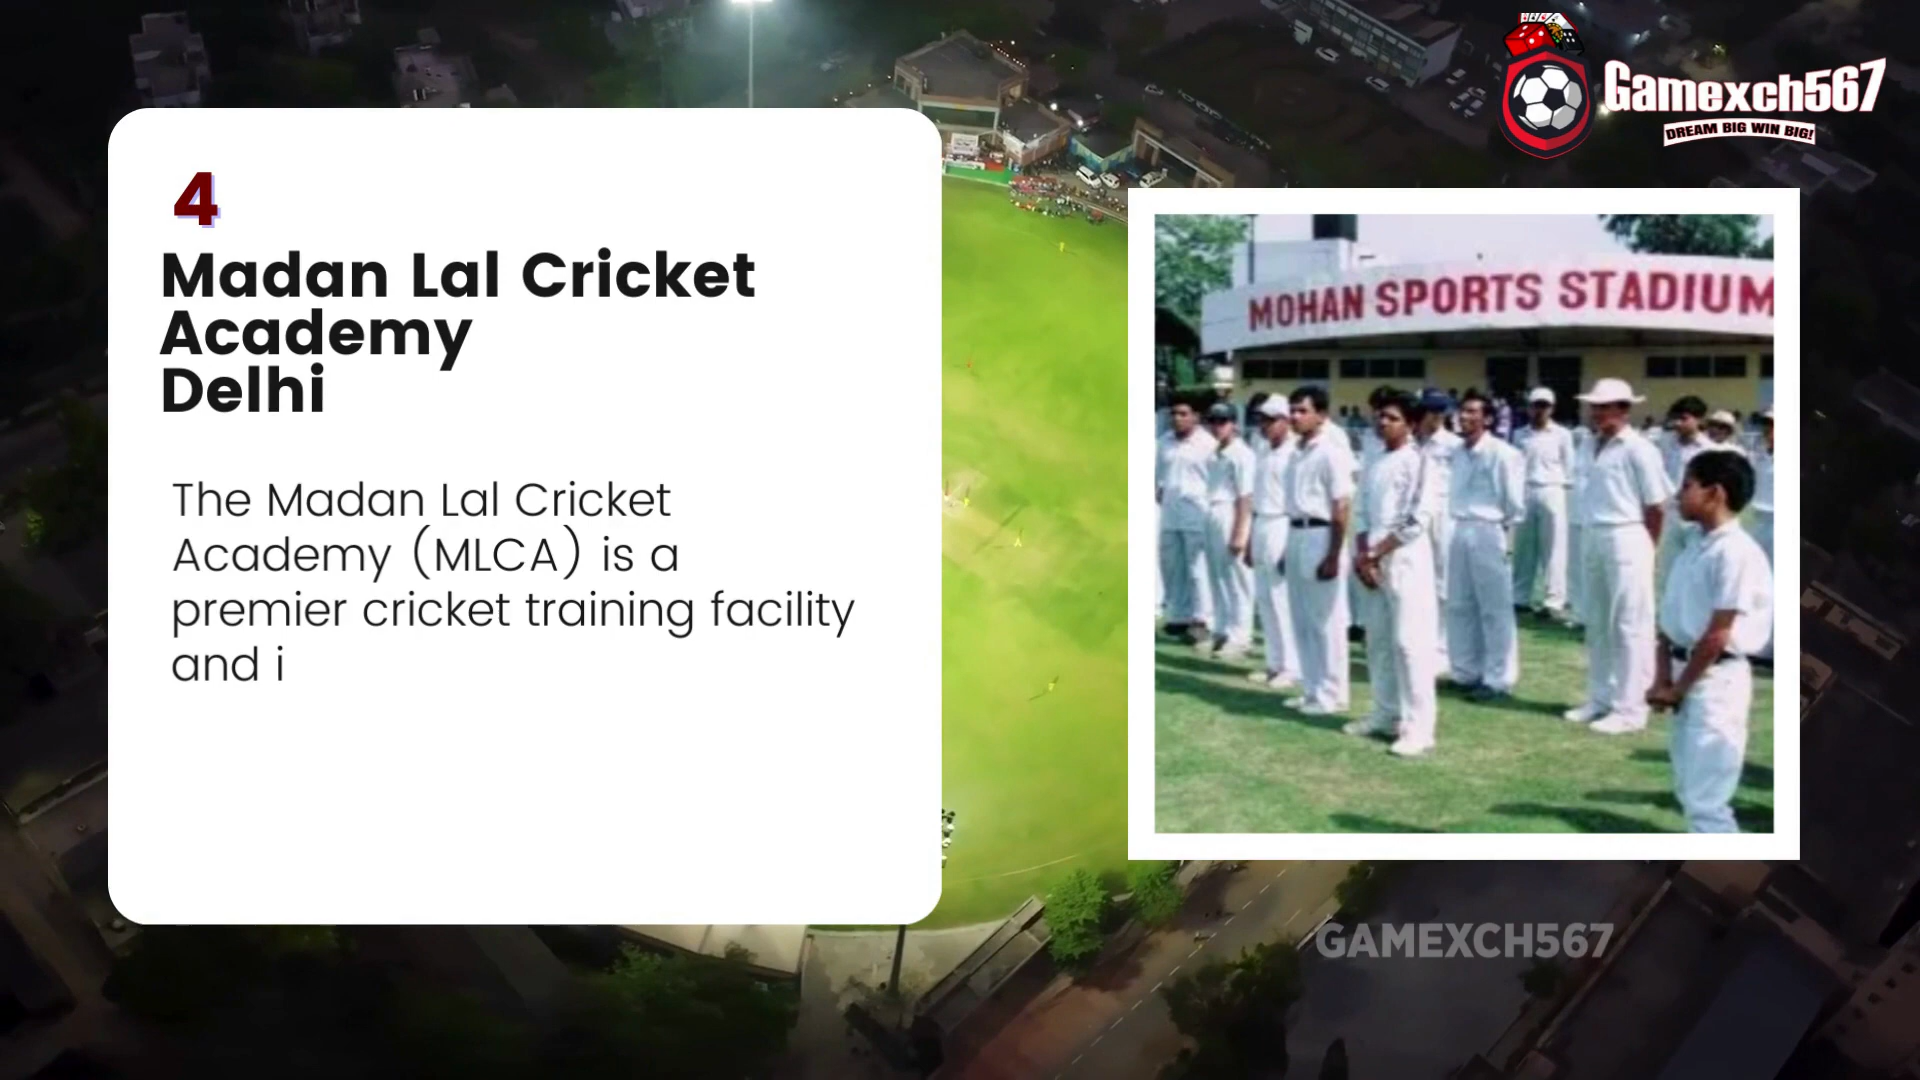 Gamexch567
DREAM BIG WIN BIG!
4
Madan Lal Cricket
Academy
Delhi
The Madan Lal Cricket
Academy (MLCA) is a
premier cricket training facility
and i
MOHAN SPORTS STADIUM
GAMEXCH567